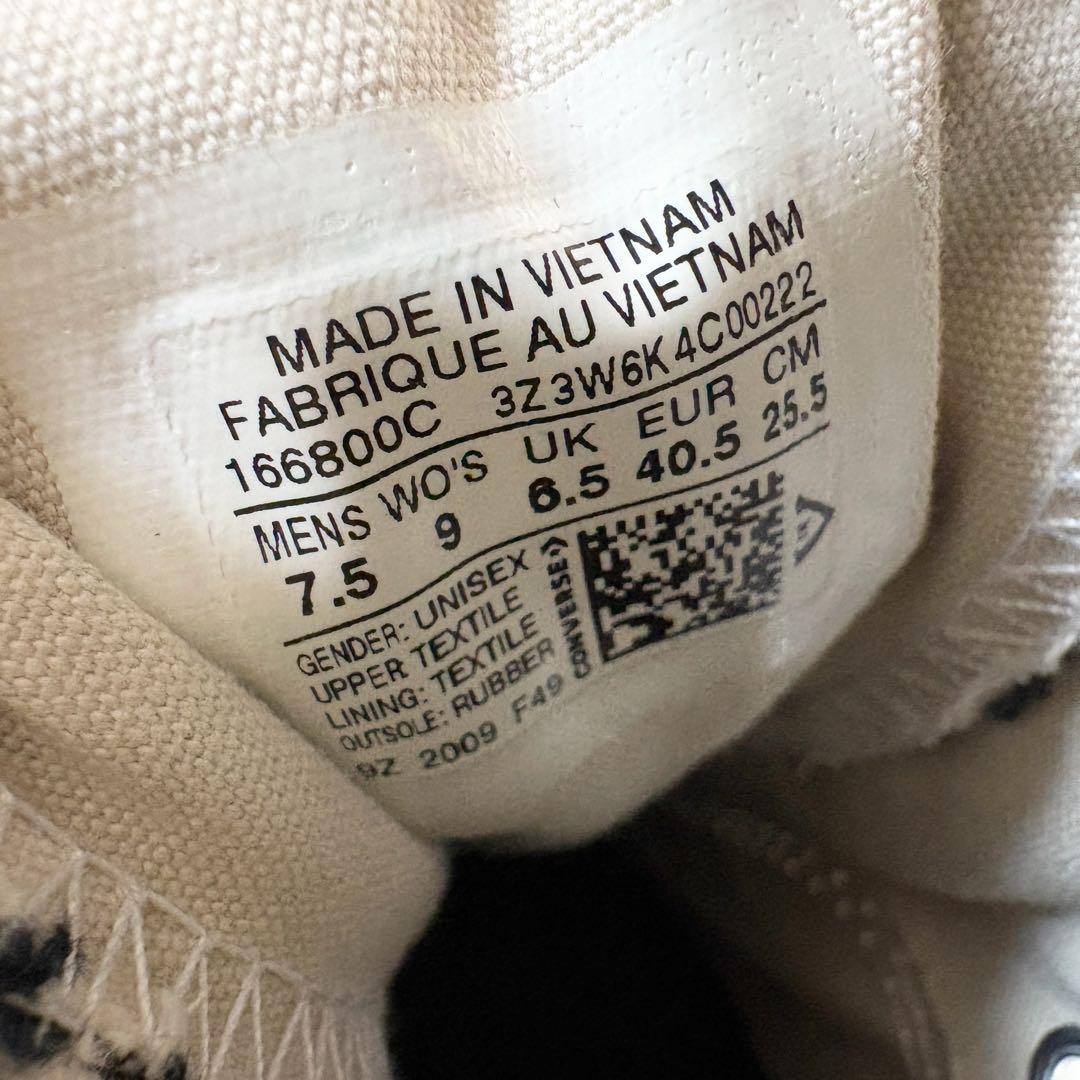 MADE IN VIETNAM
FABRIQUE AU VIETNAM
166800C 3Z3W6K4C00222
MENS WO'S UK EUR CM
7.5 9 6.5 40.5 25.5
GENDER: UNISEX
UPPER: TEXTILE
LINING: TEXTILE
OUTSOLE: RUBBER
9Z 2009 F49
CONVERSE